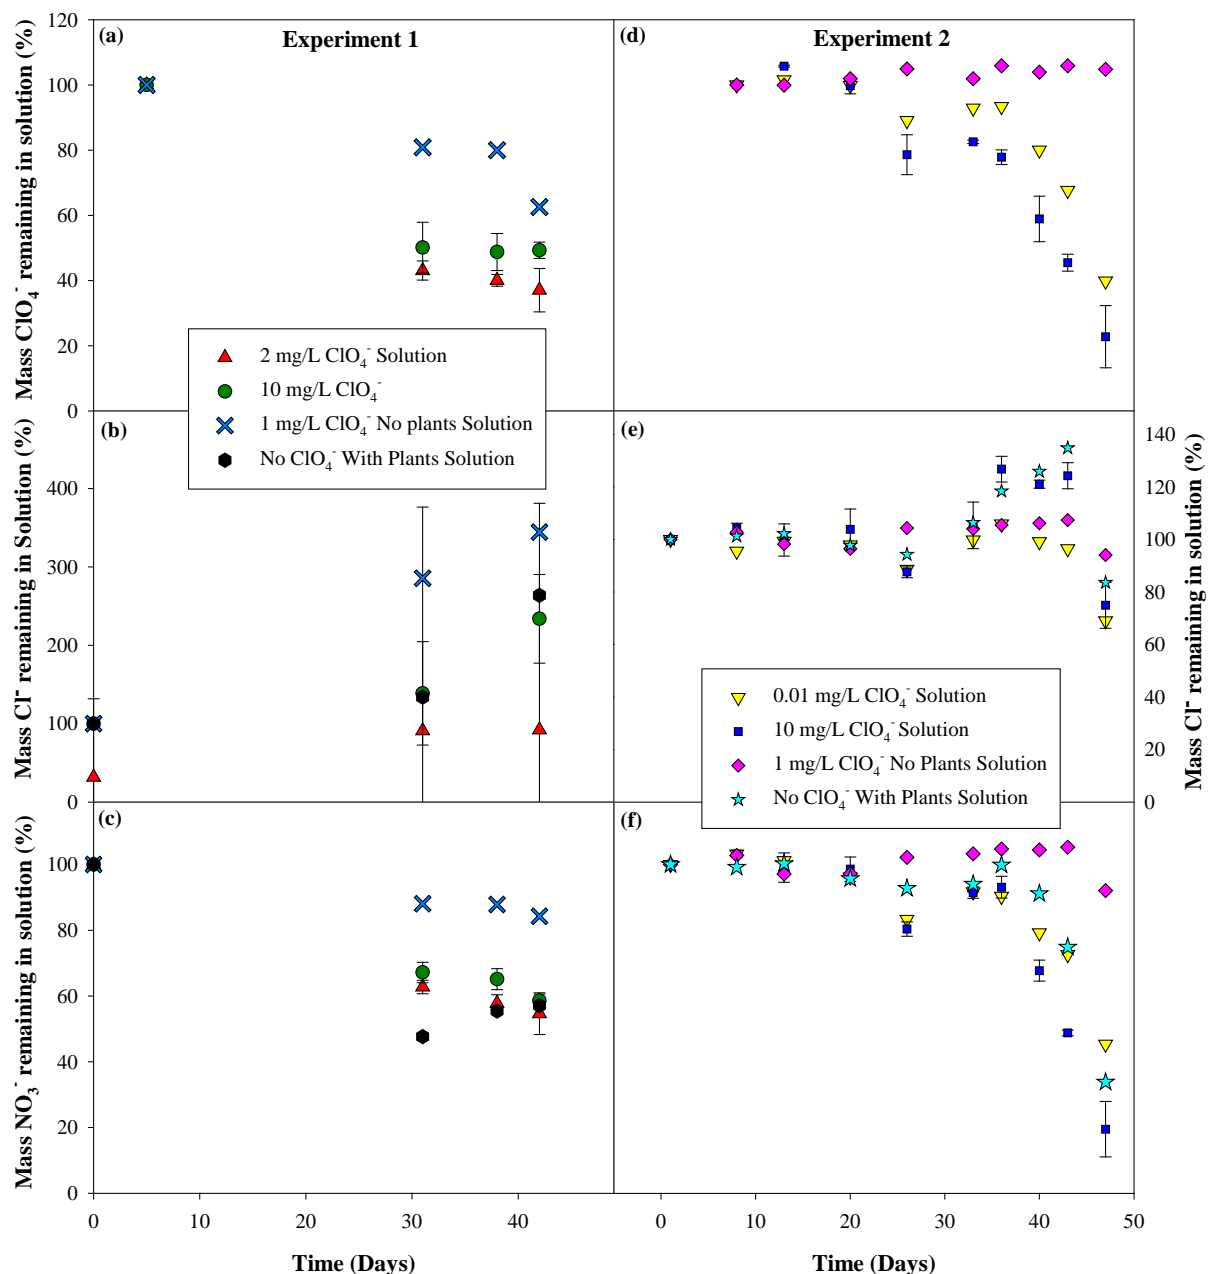 Experiment 1
Experiment 2
(a)
(d)
Mass ClO₄⁻ remaining in solution (%)
120
100
80
60
40
20
0
2 mg/L ClO₄⁻ Solution
10 mg/L ClO₄⁻
1 mg/L ClO₄⁻ No plants Solution
No ClO₄⁻ With Plants Solution
(b)
(e)
Mass Cl⁻ remaining in Solution (%)
400
300
200
100
0
Mass Cl⁻ remaining in solution (%)
140
120
100
80
60
40
20
0
0.01 mg/L ClO₄⁻ Solution
10 mg/L ClO₄⁻ Solution
1 mg/L ClO₄⁻ No Plants Solution
No ClO₄⁻ With Plants Solution
(c)
(f)
Mass NO₃⁻ remaining in solution (%)
100
80
60
40
20
0
0 10 20 30 40
0 10 20 30 40 50
Time (Days)
Time (Days)